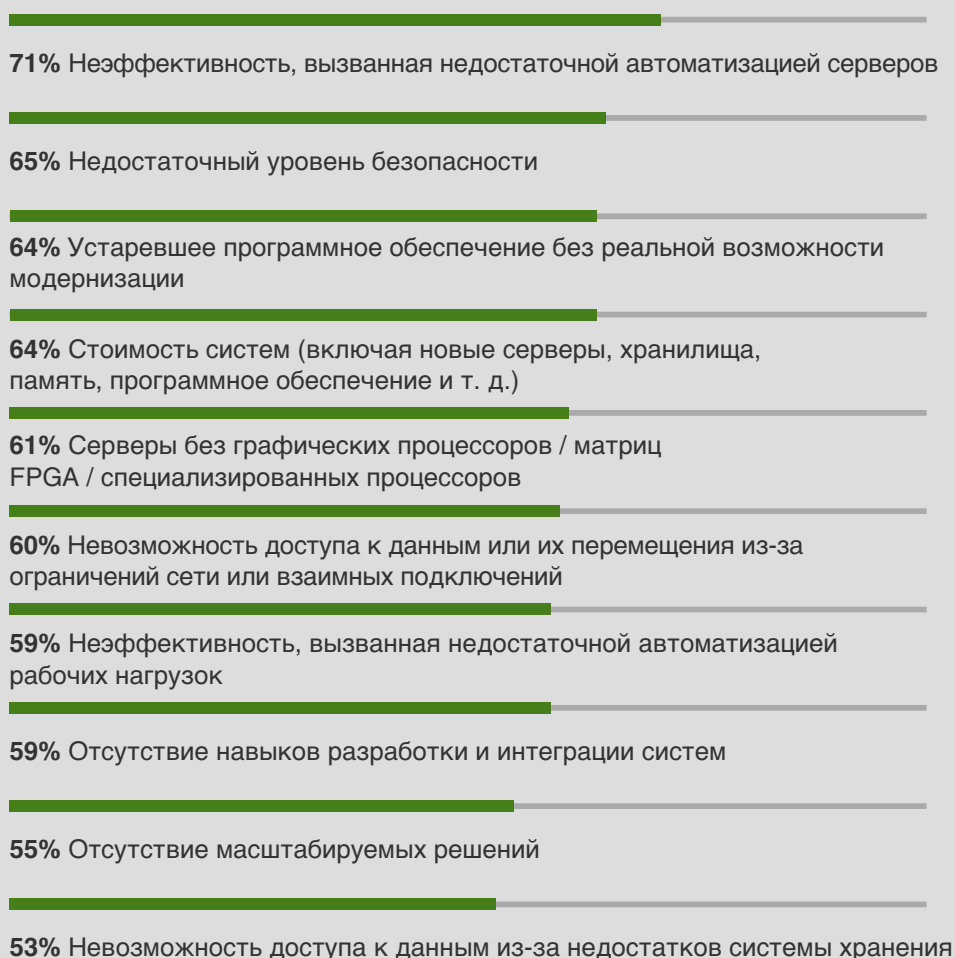 71% Неэффективность, вызванная недостаточной автоматизацией серверов
65% Недостаточный уровень безопасности
64% Устаревшее программное обеспечение без реальной возможности
модернизации
64% Стоимость систем (включая новые серверы, хранилища,
память, программное обеспечение и т. д.)
61% Серверы без графических процессоров / матриц
FPGA / специализированных процессоров
60% Невозможность доступа к данным или их перемещения из-за
ограничений сети или взаимных подключений
59% Неэффективность, вызванная недостаточной автоматизацией
рабочих нагрузок
59% Отсутствие навыков разработки и интеграции систем
55% Отсутствие масштабируемых решений
53% Невозможность доступа к данным из-за недостатков системы хранения